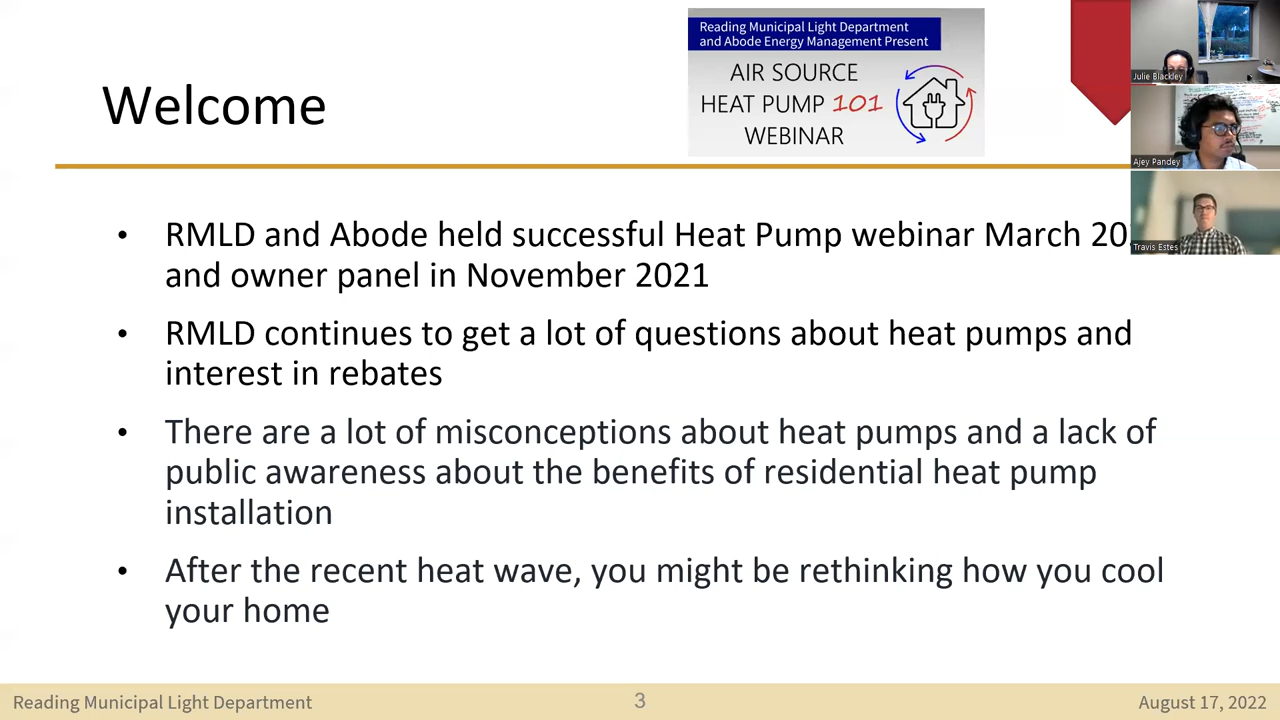 Reading Municipal Light Department
and Abode Energy Management Present
AIR SOURCE
HEAT PUMP 101
WEBINAR
Welcome
Julie Blackley
Ajey Pandey
Travis Estes
• RMLD and Abode held successful Heat Pump webinar March
and owner panel in November 2021
• RMLD continues to get a lot of questions about heat pumps and
interest in rebates
• There are a lot of misconceptions about heat pumps and a lack of
public awareness about the benefits of residential heat pump
installation
• After the recent heat wave, you might be rethinking how you cool
your home
Reading Municipal Light Department
3
August 17, 2022